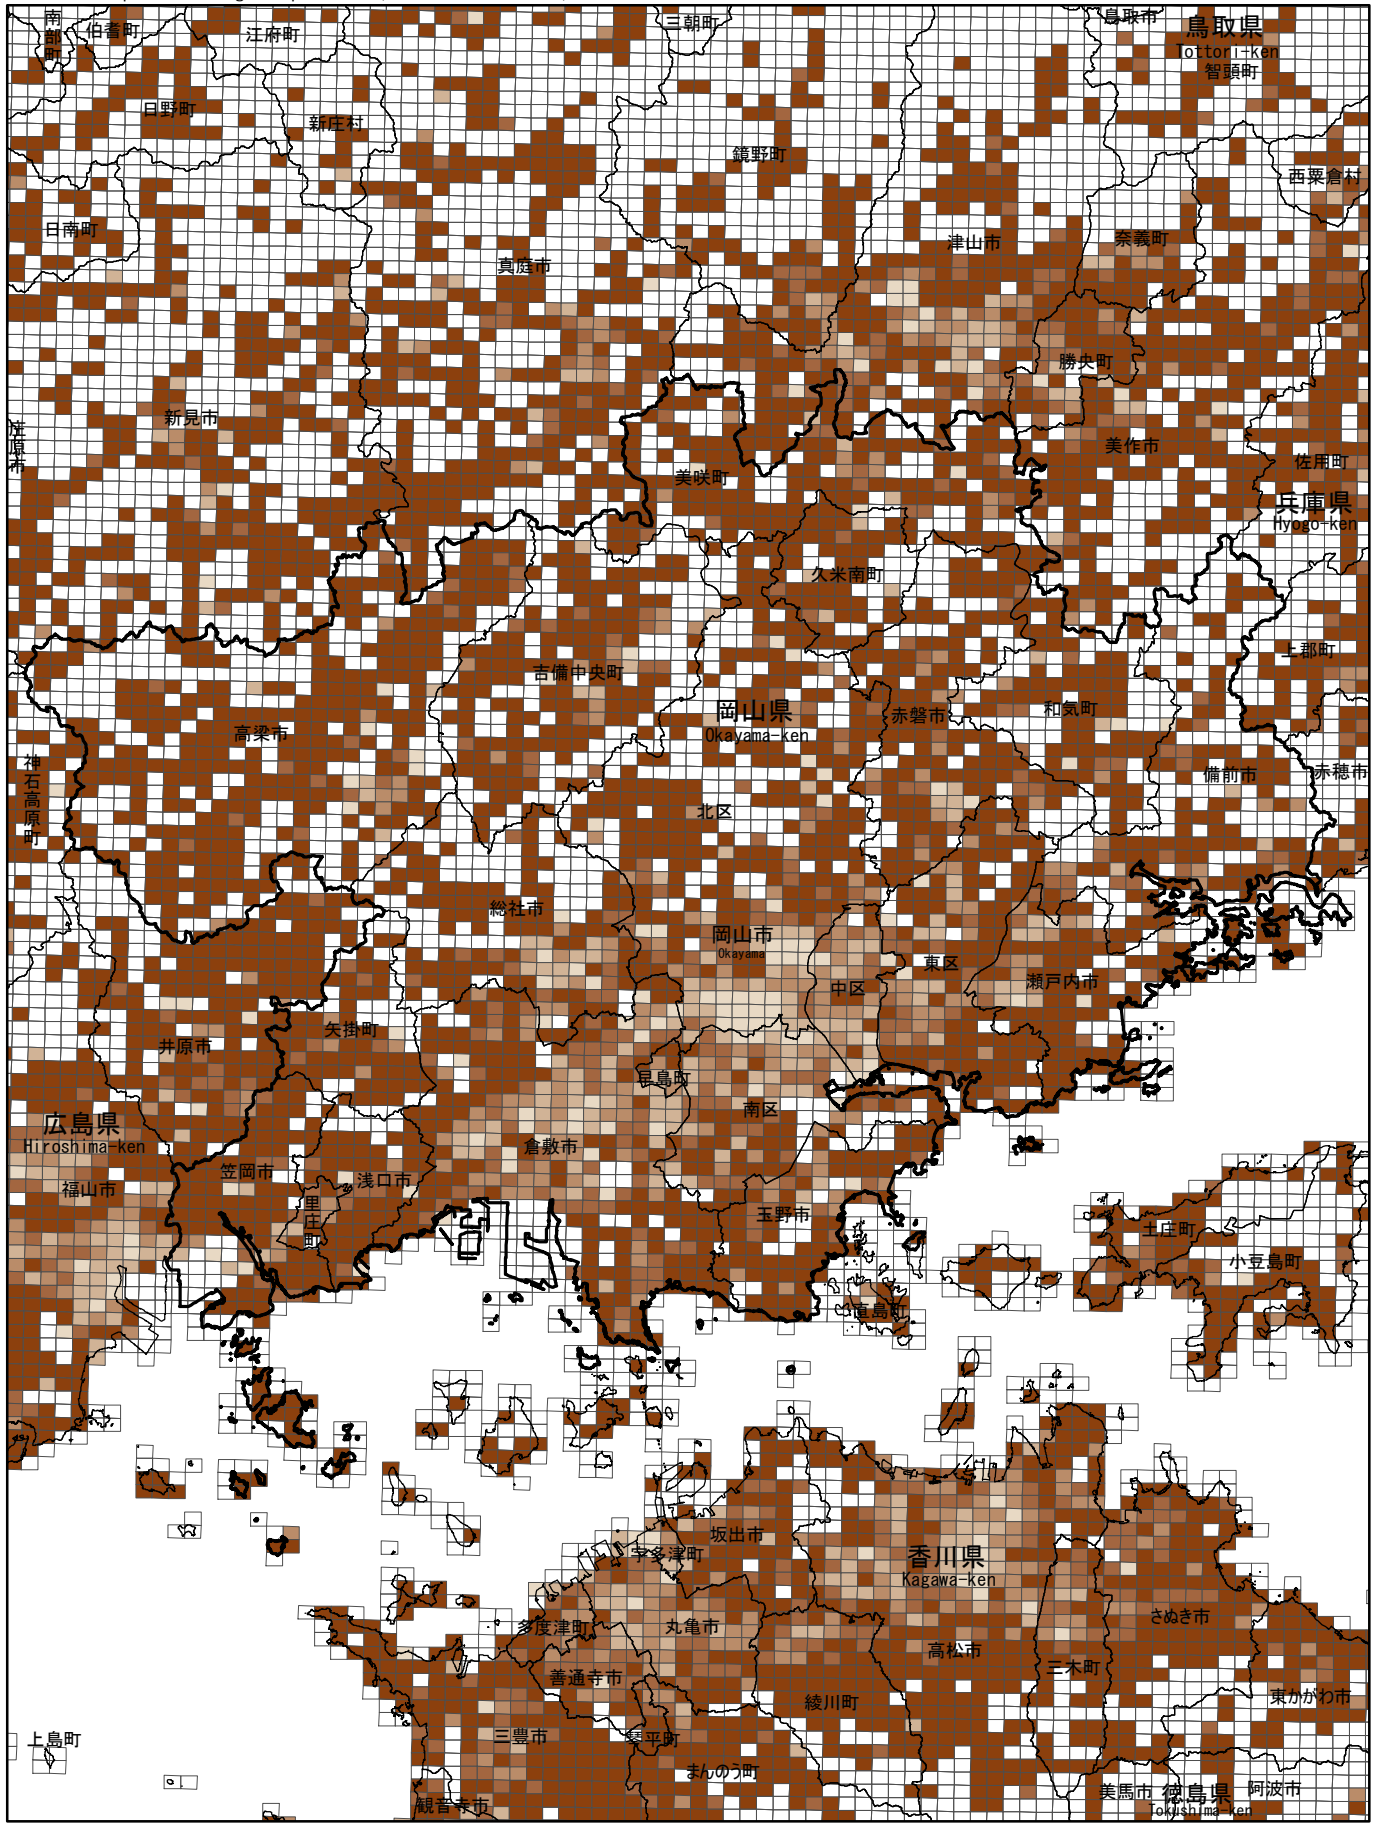 南部町
伯耆町
江府町
三朝町
鳥取市
鳥取県
Tottori-ken
智頭町
日野町
新庄村
鏡野町
西粟倉村
日南町
真庭市
津山市
奈義町
勝央町
新見市
庄原市
美咲町
美作市
佐用町
兵庫県
Hyogo-ken
久米南町
上郡町
吉備中央町
岡山県
Okayama-ken
赤磐市
和気町
高梁市
神石高原町
備前市
赤穂市
北区
総社市
岡山市
Okayama
中区
東区
瀬戸内市
矢掛町
井原市
早島町
南区
広島県
Hiroshima-ken
倉敷市
福山市
笠岡市
浅口市
里庄町
玉野市
土庄町
小豆島町
直島町
坂出市
宇多津町
香川県
Kagawa-ken
多度津町
丸亀市
さぬき市
高松市
三木町
善通寺市
綾川町
東かがわ市
三豊市
琴平町
まんのう町
上島町
観音寺市
美馬市
徳島県
Tokushima-ken
阿波市